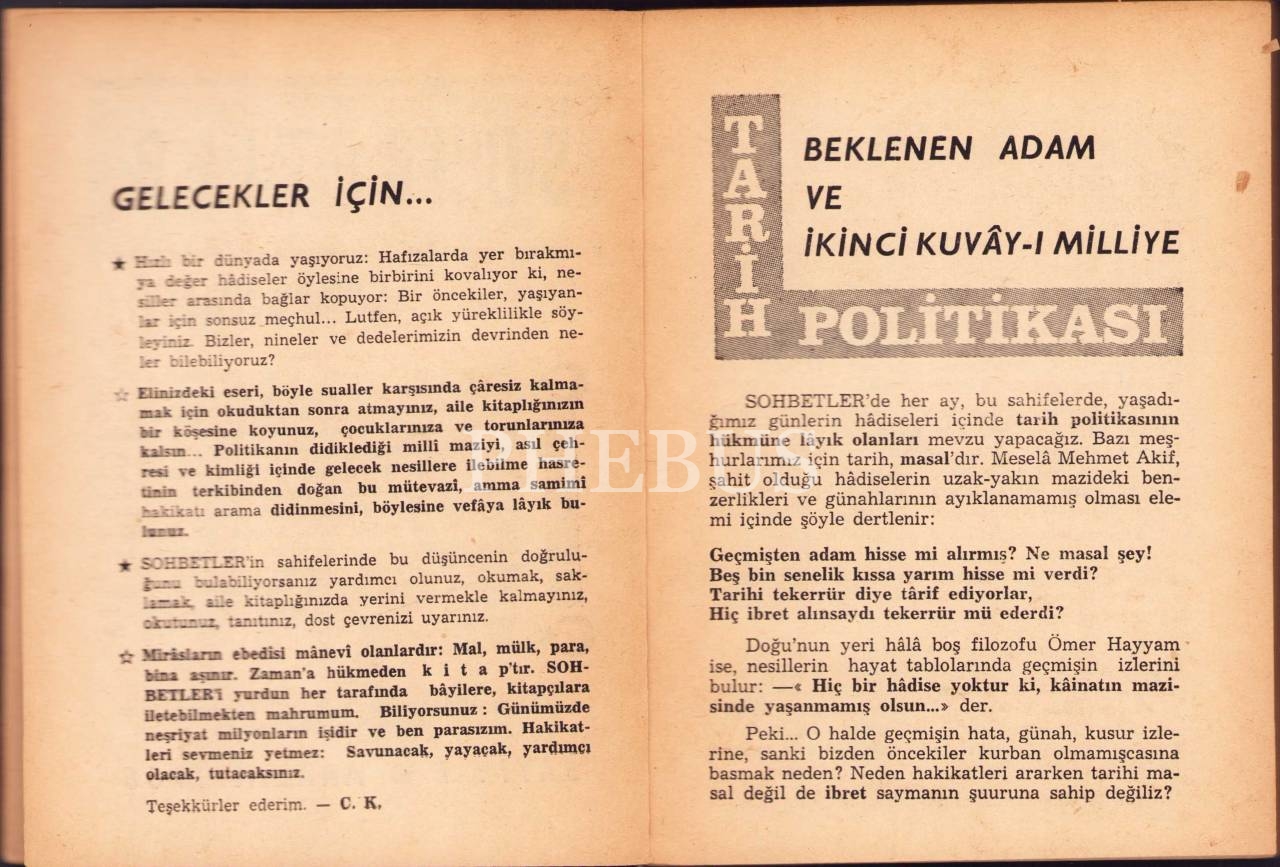 GELECEKLER İÇİN...
★ Hızlı bir dünyada yaşıyoruz: Hafızalarda yer bırakmı-
ya değer hâdiseler öylesine birbirini kovalıyor ki, ne-
siller arasında bağlar kopuyor: Bir öncekiler, yaşıyan-
lar için sonsuz meçhul... Lutfen, açık yüreklilikle söy-
leyiniz. Bizler, nineler ve dedelerimizin devrinden ne-
ler bilebiliyoruz?
☆ Elinizdeki eseri, böyle sualler karşısında çâresiz kalma-
mak için okuduktan sonra atmayınız, aile kitaplığınızın
bir köşesine koyunuz, çocuklarınıza ve torunlarınıza
kalsın... Politikanın didiklediği millî maziyi, asıl çeh-
resi ve kimliği içinde gelecek nesillere iletebilme hasre-
tinin terkibinden doğan bu mütevazi, amma samimî
hakikatı arama didinmesini, böylesine vefâya lâyık bu-
lunuz.
★ SOHBETLER'in sahifelerinde bu düşüncenin doğrulu-
ğunu bulabiliyorsanız yardımcı olunuz, okumak, sak-
lamak, aile kitaplığınızda yerini vermekle kalmayınız,
okutunuz, tanıtınız, dost çevrenizi uyarınız.
☆ Mirâsların ebedisi mânevî olanlardır: Mal, mülk, para,
bina aşınır. Zaman'a hükmeden k i t a p'tır. SOH-
BETLER'i yurdun her tarafında bâyilere, kitapçılara
iletebilmekten mahrumum. Biliyorsunuz : Günümüzde
neşriyat milyonların işidir ve ben parasızım. Hakikat-
leri sevmeniz yetmez: Savunacak, yayaçak, yardımçı
olacak, tutacaksınız.
Teşekkürler ederim. — C. K,
TARİH
POLİTİKASI
BEKLENEN ADAM
VE
İKİNCİ KUVÂY-I MİLLİYE
SOHBETLER'de her ay, bu sahifelerde, yaşadı-
ğımız günlerin hâdiseleri içinde tarih politikasının
hükmüne lâyık olanları mevzu yapacağız. Bazı meş-
hurlarımız için tarih, masal'dır. Meselâ Mehmet Akif,
şahit olduğu hâdiselerin uzak-yakın mazideki ben-
zerlikleri ve günahlarının ayıklanamamış olması ele-
mi içinde şöyle dertlenir:
Geçmişten adam hisse mi alırmış? Ne masal şey!
Beş bin senelik kıssa yarım hisse mi verdi?
Tarihi tekerrür diye târif ediyorlar,
Hiç ibret alınsaydı tekerrür mü ederdi?
Doğu'nun yeri hâlâ boş filozofu Ömer Hayyam
ise, nesillerin hayat tablolarında geçmişin izlerini
bulur: —« Hiç bir hâdise yoktur ki, kâinatın mazi-
sinde yaşanmamış olsun...» der.
Peki... O halde geçmişin hata, günah, kusur izle-
rine, sanki bizden öncekiler kurban olmamışcasına
basmak neden? Neden hakikatleri ararken tarihi ma-
sal değil de ibret saymanın şuuruna sahip değiliz?
PHEBUS